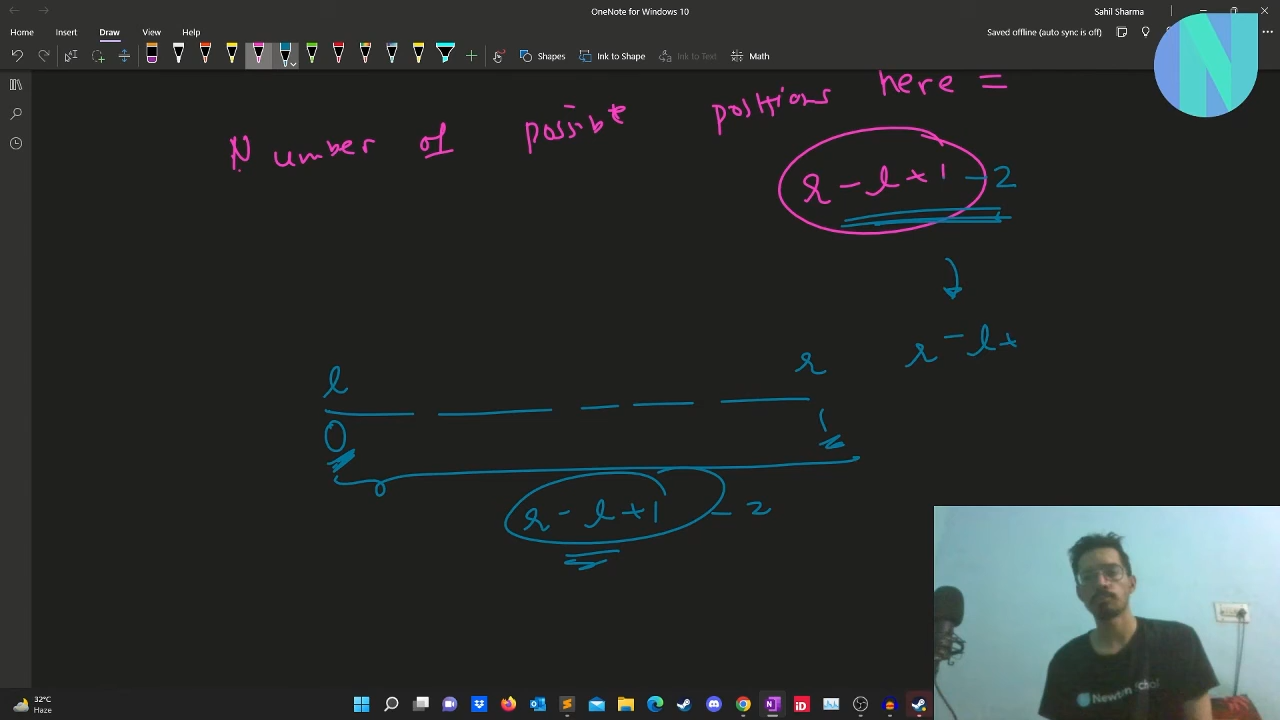 OneNote for Windows 10
Sahil Sharma
Home Insert Draw View Help
Saved offline (auto sync is off)
Shapes Ink to Shape Ink to Text Math
Number of possible positions here =
r - l + 1 - 2
r - l +
l r
0 1
r - l + 1 - 2
Newton School
32°C
Haze